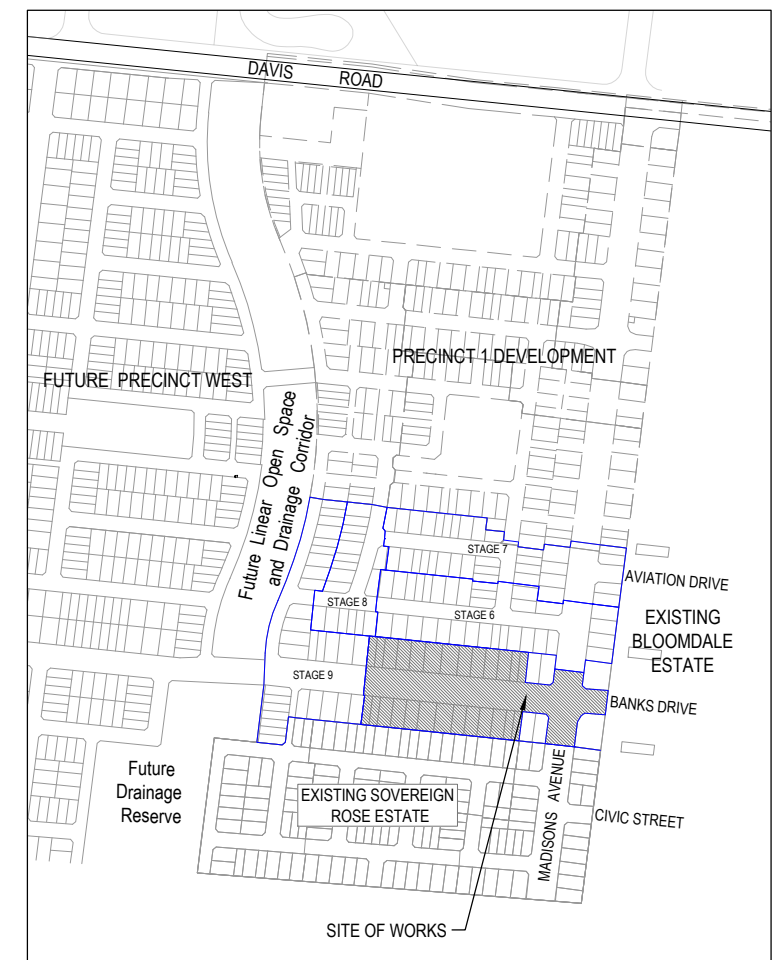 DAVIS ROAD
PRECINCT 1 DEVELOPMENT
FUTURE PRECINCT WEST
Future Linear Open Space
and Drainage Corridor
STAGE 7
AVIATION DRIVE
STAGE 8
STAGE 6
EXISTING
BLOOMDALE
ESTATE
STAGE 9
BANKS DRIVE
Future
Drainage
Reserve
EXISTING SOVEREIGN
ROSE ESTATE
MADISONS AVENUE
CIVIC STREET
SITE OF WORKS